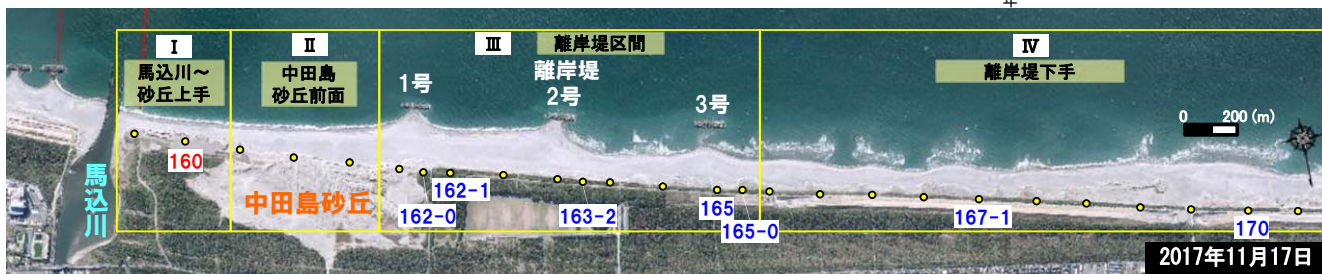 年
I
馬込川～
砂丘上手
II
中田島
砂丘前面
III
離岸堤区間
離岸堤
1号
2号
3号
IV
離岸堤下手
0 200 (m)
馬込川
160
中田島砂丘
162-0
162-1
163-2
165
165-0
167-1
170
2017年11月17日